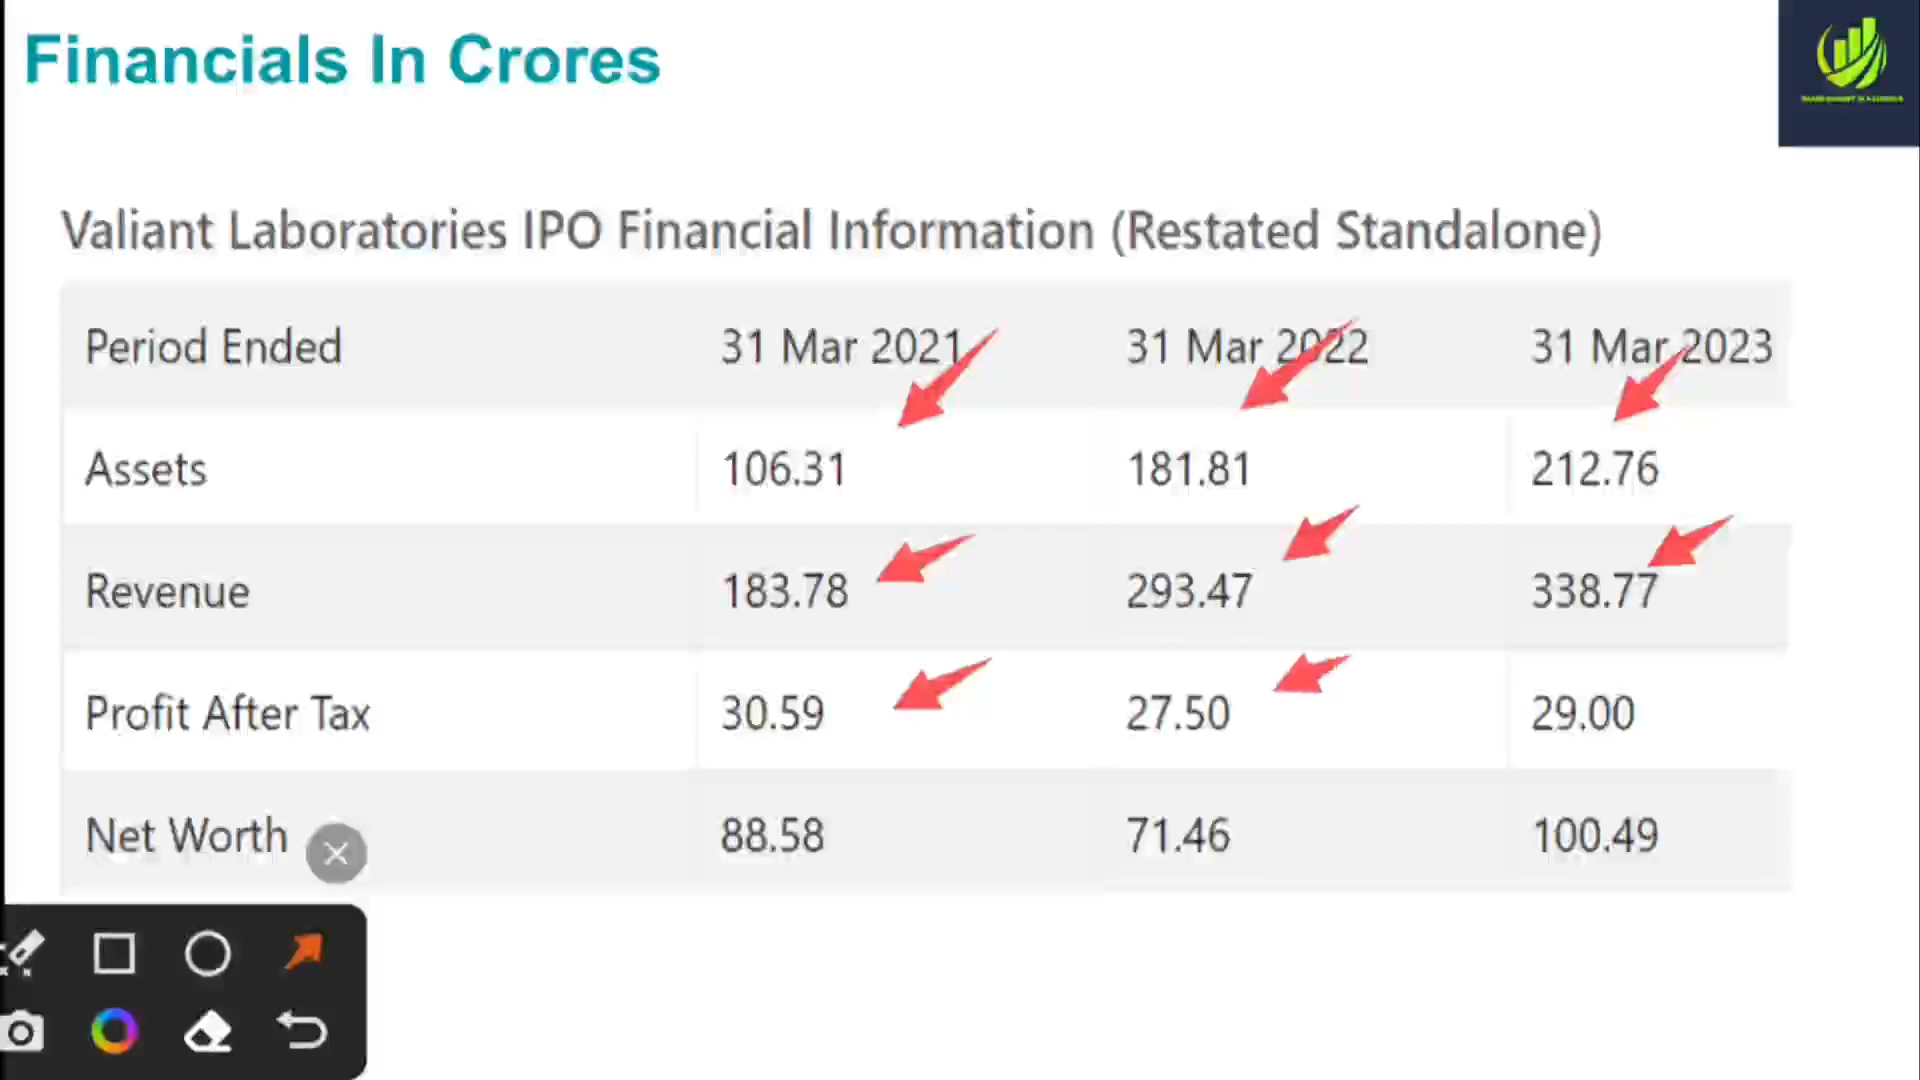 Financials In Crores
Valiant Laboratories IPO Financial Information (Restated Standalone)
Period Ended 31 Mar 2021 31 Mar 2022 31 Mar 2023
Assets 106.31 181.81 212.76
Revenue 183.78 293.47 338.77
Profit After Tax 30.59 27.50 29.00
Net Worth 88.58 71.46 100.49